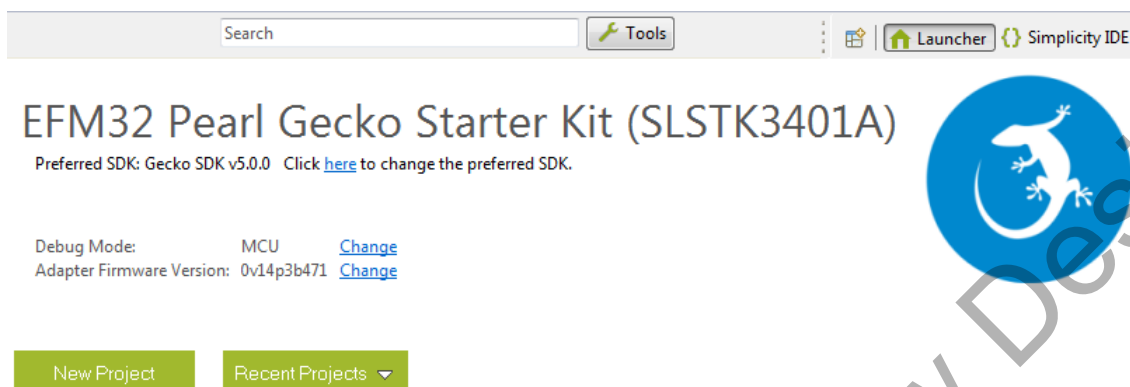 Search
Tools
Launcher
{} Simplicity IDE
EFM32 Pearl Gecko Starter Kit (SLSTK3401A)
Preferred SDK: Gecko SDK v5.0.0 Click here to change the preferred SDK.
Debug Mode: MCU Change
Adapter Firmware Version: 0v14p3b471 Change
New Project
Recent Projects